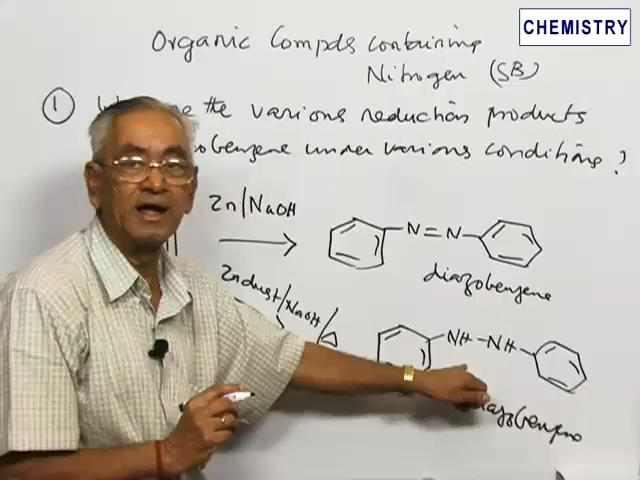 CHEMISTRY
Organic Compds containing
Nitrogen (SB)
① the various reduction products
under various conditions?
Zn/NaOH
N=N
diazobenzene
Zn dust/NaOH/
NH-NH